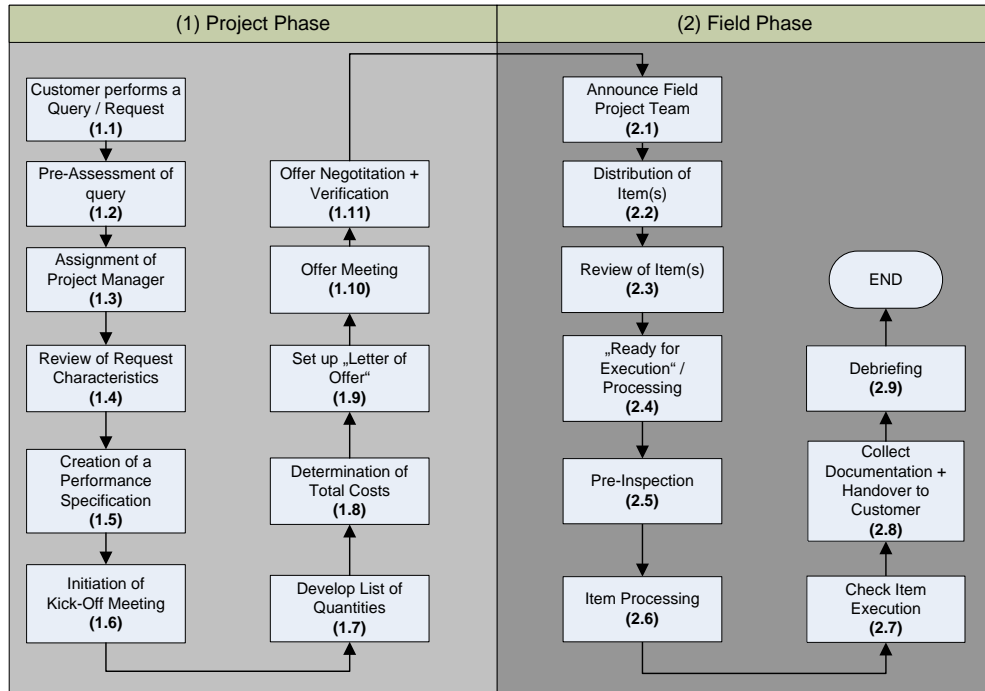 (1) Project Phase
Customer performs a
Query / Request
(1.1)
Pre-Assessment of
query
(1.2)
Assignment of
Project Manager
(1.3)
Review of Request
Characteristics
(1.4)
Creation of a
Performance
Specification
(1.5)
Initiation of
Kick-Off Meeting
(1.6)
Develop List of
Quantities
(1.7)
Determination of
Total Costs
(1.8)
Set up „Letter of
Offer“
(1.9)
Offer Meeting
(1.10)
Offer Negotitation +
Verification
(1.11)
(2) Field Phase
Announce Field
Project Team
(2.1)
Distribution of
Item(s)
(2.2)
Review of Item(s)
(2.3)
„Ready for
Execution“ /
Processing
(2.4)
Pre-Inspection
(2.5)
Item Processing
(2.6)
Check Item
Execution
(2.7)
Collect
Documentation +
Handover to
Customer
(2.8)
Debriefing
(2.9)
END